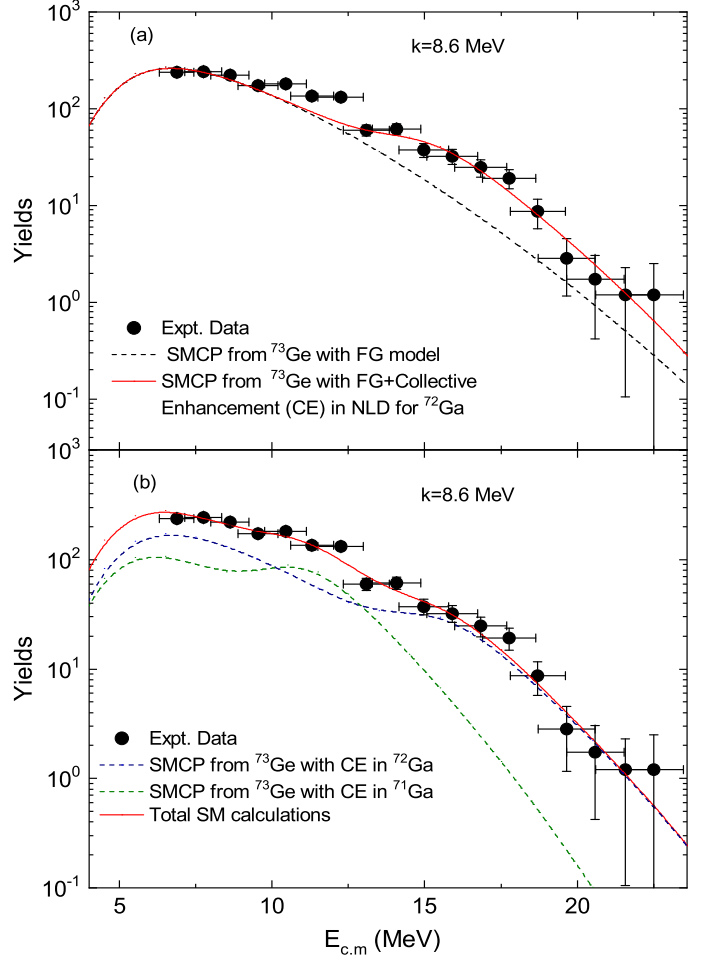 (a)
k=8.6 MeV
10³
10²
10¹
10⁰
10⁻¹
Yields
Expt. Data
SMCP from ⁷³Ge with FG model
SMCP from ⁷³Ge with FG+Collective
Enhancement (CE) in NLD for ⁷²Ga
(b)
k=8.6 MeV
10³
10²
10¹
10⁰
10⁻¹
Yields
Expt. Data
SMCP from ⁷³Ge with CE in ⁷²Ga
SMCP from ⁷³Ge with CE in ⁷¹Ga
Total SM calculations
5 10 15 20
E_c.m (MeV)